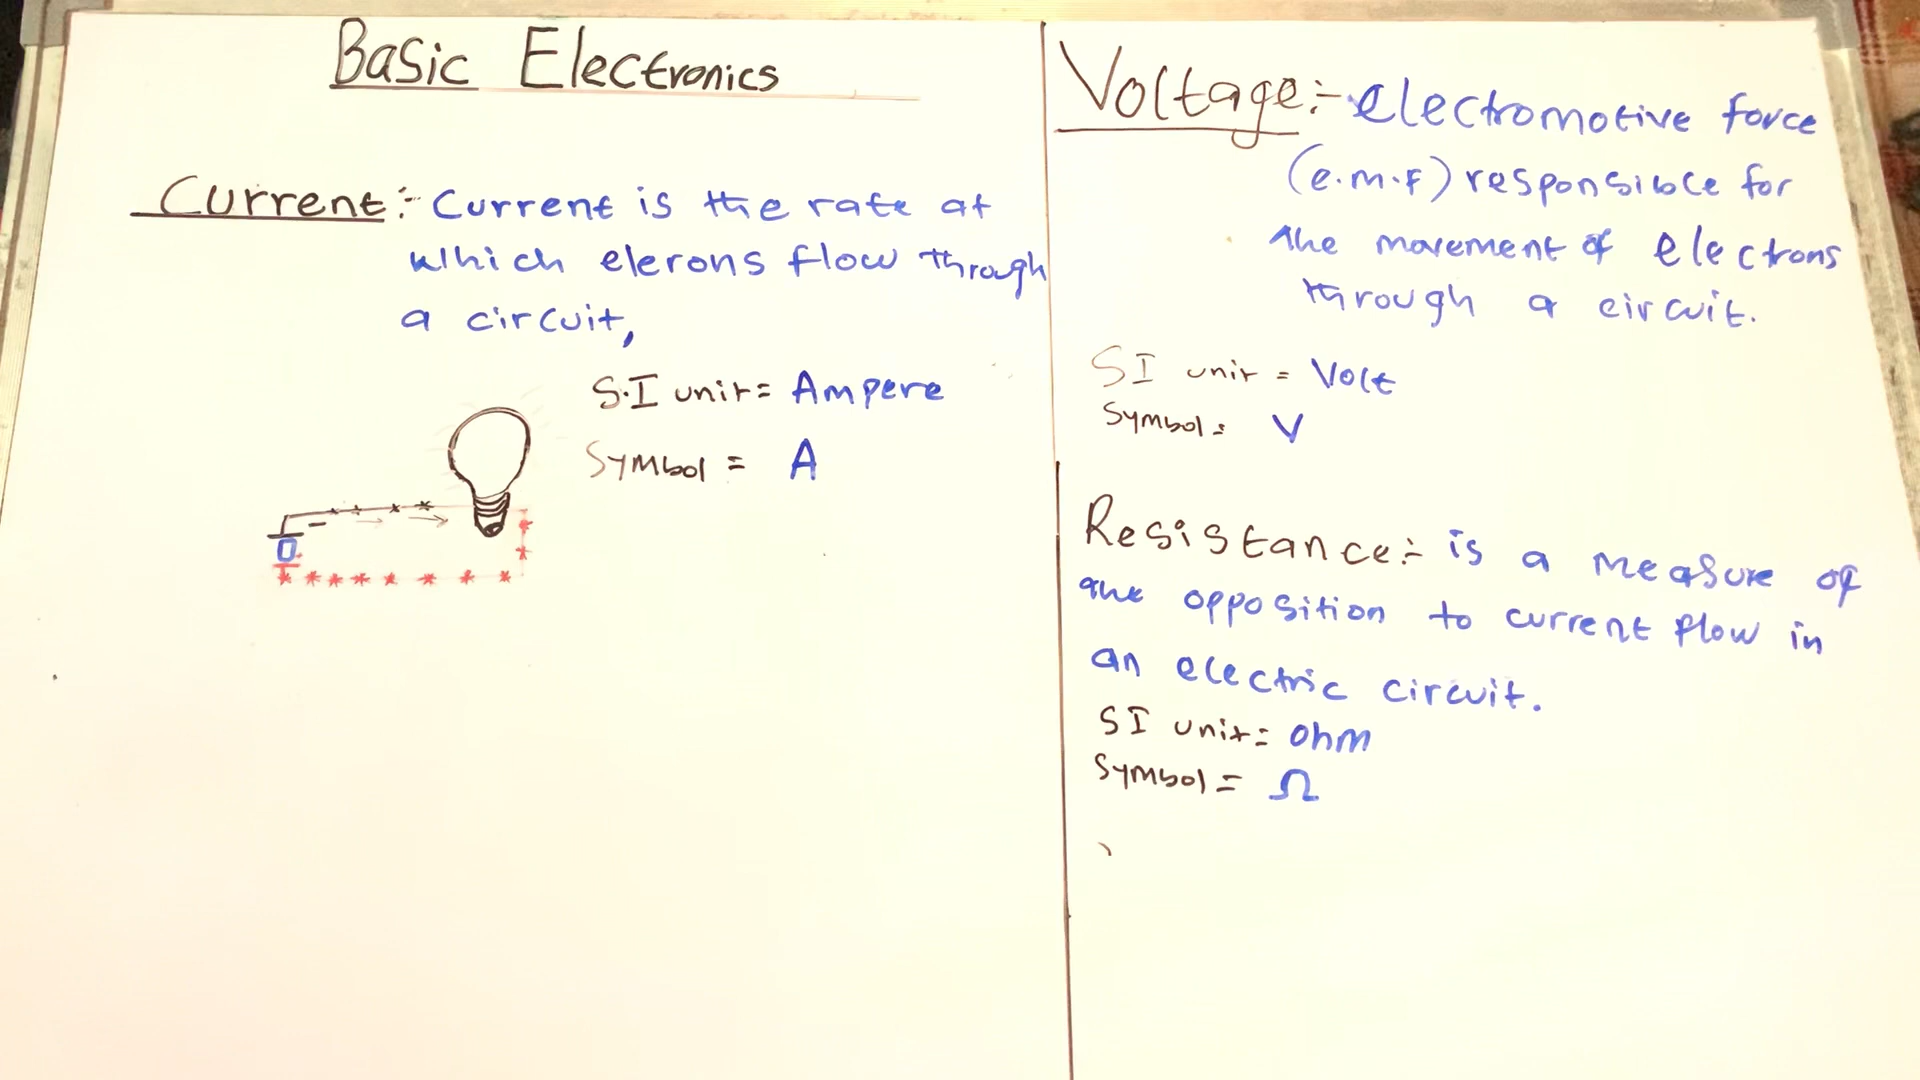 Basic Electronics
Current:- Current is the rate at
which elerons flow through
a circuit,
S.I unit= Ampere
Symbol = A
Voltage:- electromotive force
(e.m.f) responsible for
the movement of electrons
through a circuit.
SI unit = Volt
Symbol= V
Resistance:- is a measure of
the opposition to current flow in
an electric circuit.
SI unit= ohm
Symbol= Ω